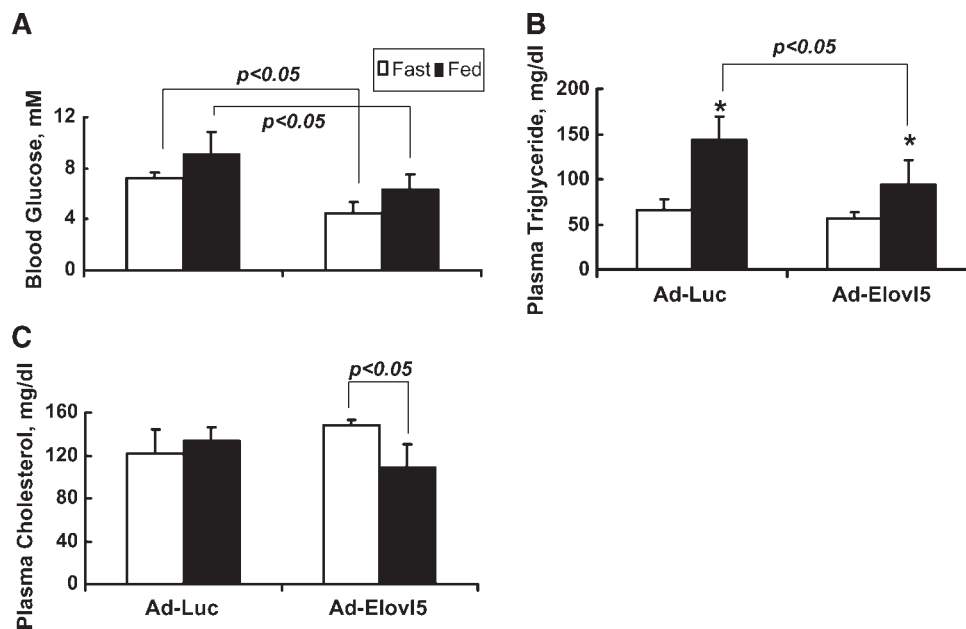 A
Blood Glucose, mM
12
8
4
0
p<0.05
p<0.05
Fast Fed
B
Plasma Triglyceride, mg/dl
200
150
100
50
0
p<0.05
*
*
Ad-Luc
Ad-Elovl5
C
Plasma Cholesterol, mg/dl
160
120
80
40
0
p<0.05
Ad-Luc
Ad-Elovl5